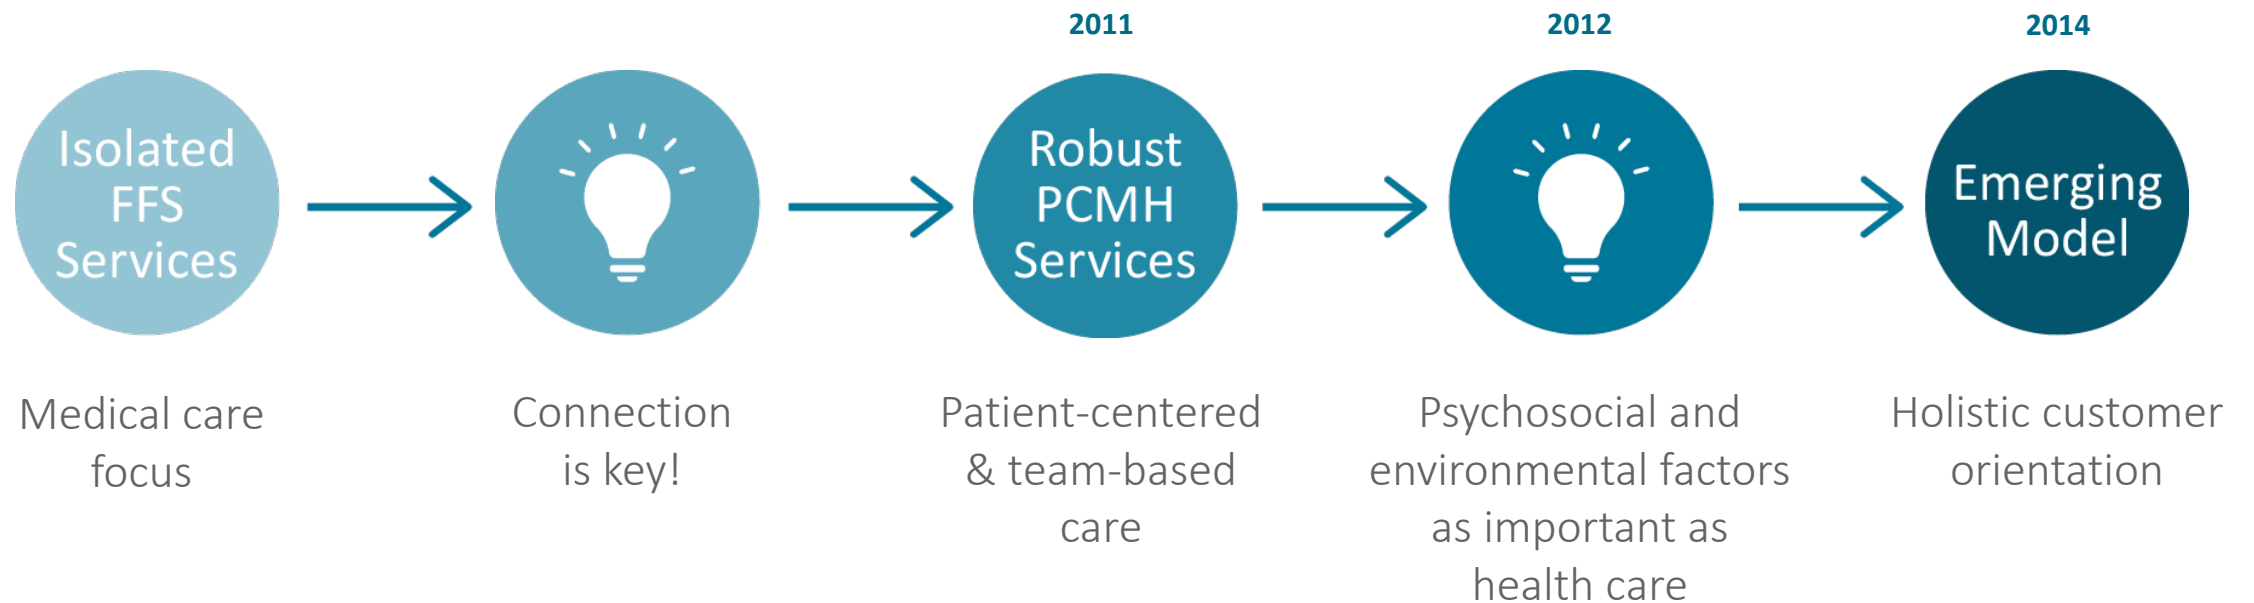 2011
2012
2014
Isolated
FFS
Services
Robust
PCMH
Services
Emerging
Model
Medical care
focus
Connection
is key!
Patient-centered
& team-based
care
Psychosocial and
environmental factors
as important as
health care
Holistic customer
orientation